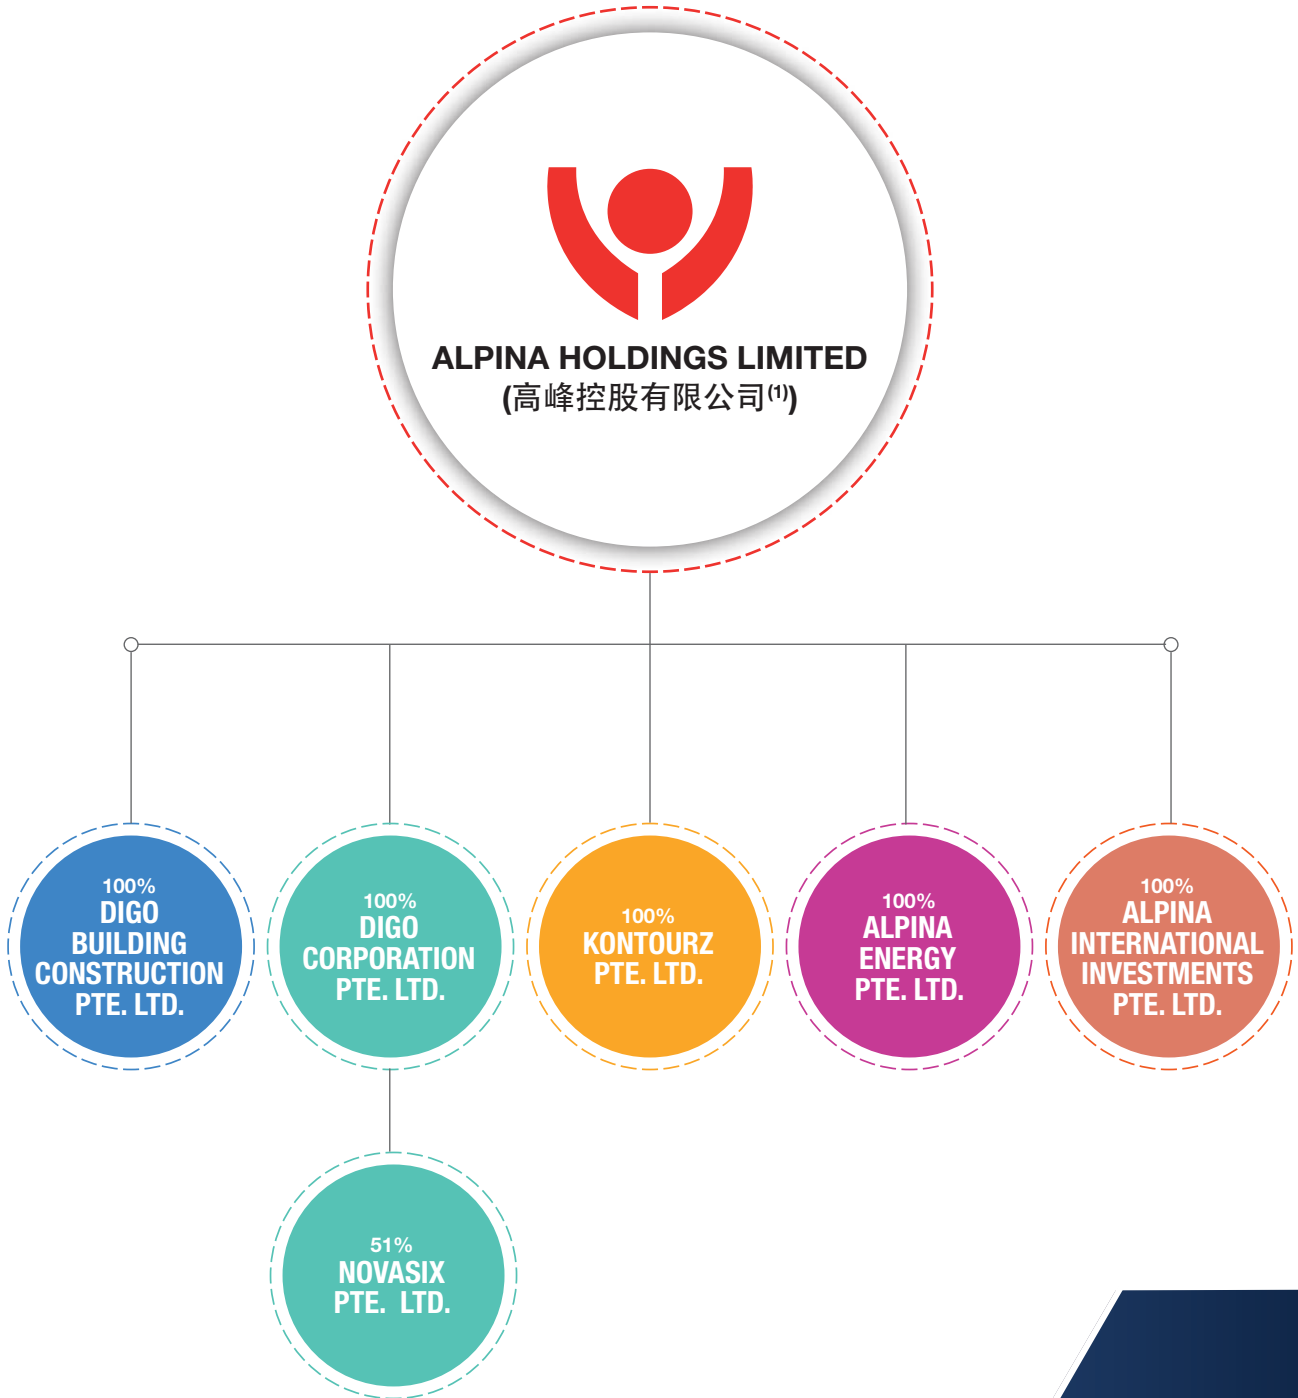 ALPINA HOLDINGS LIMITED
(高峰控股有限公司(1))
100%
DIGO
BUILDING
CONSTRUCTION
PTE. LTD.
100%
DIGO
CORPORATION
PTE. LTD.
100%
KONTOURZ
PTE. LTD.
100%
ALPINA
ENERGY
PTE. LTD.
100%
ALPINA
INTERNATIONAL
INVESTMENTS
PTE. LTD.
51%
NOVASIX
PTE. LTD.